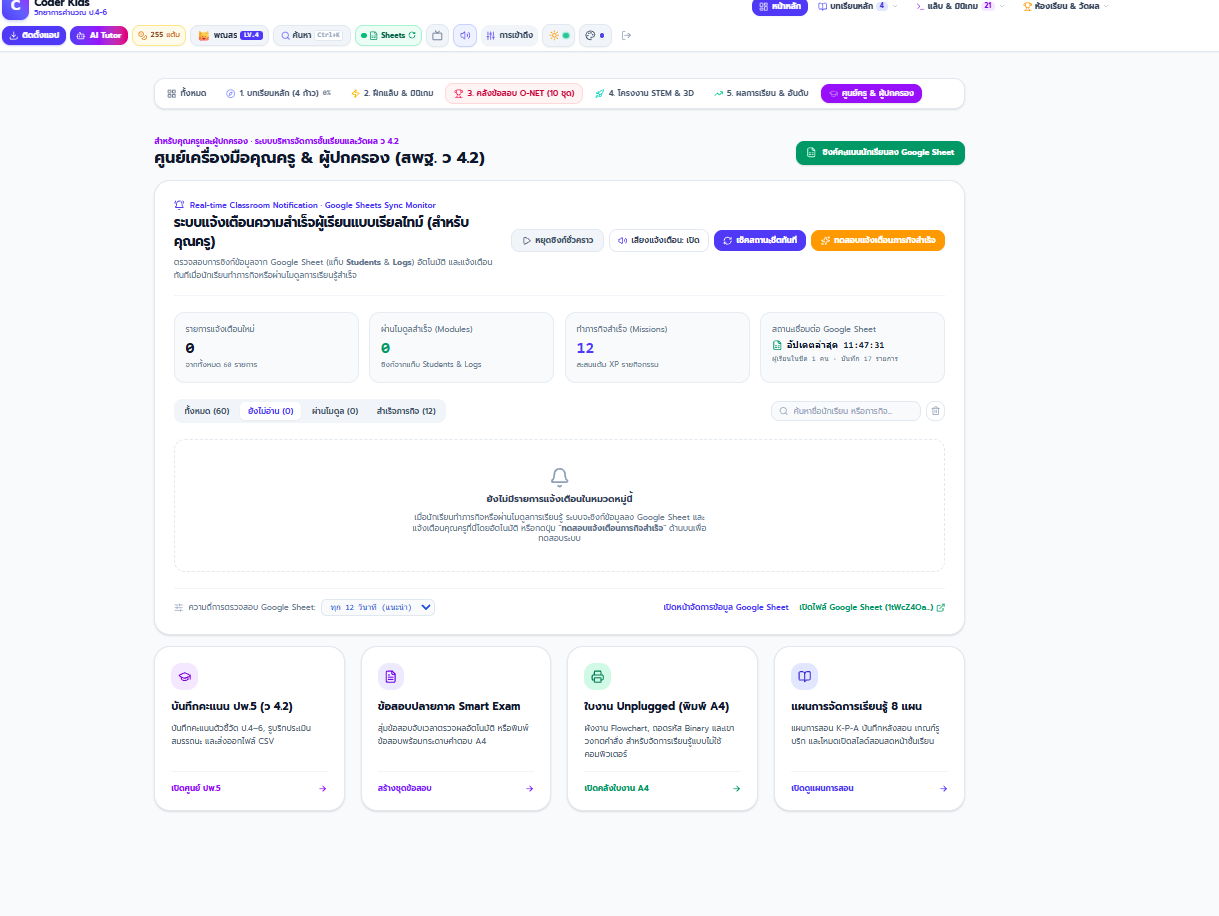 C
Coder Kids
วิทยาการคำนวณ ป.4-6
หน้าหลัก
บทเรียนหลัก 4
แล็บ & มินิเกม 21
ห้องเรียน & วัดผล
ติดตั้งแอป
AI Tutor
255 แต้ม
พณสร LV.4
ค้นหา Ctrl+K
Sheets
การเข้าถึง
ทั้งหมด
1. บทเรียนหลัก (4 ก้าว) 0%
2. ฝึกแล็บ & มินิเกม
3. คลังข้อสอบ O-NET (10 ชุด)
4. โครงงาน STEM & 3D
5. ผลการเรียน & อันดับ
ศูนย์ครู & ผู้ปกครอง
สำหรับคุณครูและผู้ปกครอง · ระบบบริหารจัดการชั้นเรียนและวัดผล ว 4.2
ศูนย์เครื่องมือคุณครู & ผู้ปกครอง (สพฐ. ว 4.2)
ซิงค์คะแนนนักเรียนลง Google Sheet
Real-time Classroom Notification · Google Sheets Sync Monitor
ระบบแจ้งเตือนความสำเร็จผู้เรียนแบบเรียลไทม์ (สำหรับ
คุณครู)
ตรวจสอบการซิงก์ข้อมูลจาก Google Sheet (แท็บ Students & Logs) อัตโนมัติ และแจ้งเตือน
ทันทีเมื่อนักเรียนทำภารกิจหรือผ่านโมดูลการเรียนรู้สำเร็จ
หยุดซิงก์ชั่วคราว
เสียงแจ้งเตือน: เปิด
เช็คสถานะชีตทันที
ทดสอบแจ้งเตือนภารกิจสำเร็จ
รายการแจ้งเตือนใหม่
0
จากทั้งหมด 60 รายการ
ผ่านโมดูลสำเร็จ (Modules)
0
ซิงก์จากแท็บ Students & Logs
ทำภารกิจสำเร็จ (Missions)
12
สะสมแต้ม XP รายกิจกรรม
สถานะเชื่อมต่อ Google Sheet
อัปเดตล่าสุด 11:47:31
ผู้เรียนในชีต 1 คน · บันทึก 17 รายการ
ทั้งหมด (60)
ยังไม่อ่าน (0)
ผ่านโมดูล (0)
สำเร็จภารกิจ (12)
ค้นหาชื่อนักเรียน หรือภารกิจ...
ยังไม่มีรายการแจ้งเตือนในหมวดหมู่นี้
เมื่อนักเรียนทำภารกิจหรือผ่านโมดูลการเรียนรู้ ระบบจะซิงก์ข้อมูลลง Google Sheet และ
แจ้งเตือนคุณครูที่นี่โดยอัตโนมัติ หรือกดปุ่ม "ทดสอบแจ้งเตือนภารกิจสำเร็จ" ด้านบนเพื่อ
ทดสอบระบบ
ความถี่การตรวจสอบ Google Sheet:
ทุก 12 วินาที (แนะนำ)
เปิดหน้าจัดการข้อมูล Google Sheet
เปิดไฟล์ Google Sheet (1tWcZ4Oa...)
บันทึกคะแนน ปพ.5 (ว 4.2)
บันทึกคะแนนตัวชี้วัด ป.4–6, รูบริกประเมิน
สมรรถนะ และส่งออกไฟล์ CSV
เปิดศูนย์ ปพ.5
ข้อสอบปลายภาค Smart Exam
สุ่มข้อสอบจับเวลาตรวจผลอัตโนมัติ หรือพิมพ์
ข้อสอบพร้อมกระดาษคำตอบ A4
สร้างชุดข้อสอบ
ใบงาน Unplugged (พิมพ์ A4)
ผังงาน Flowchart, ถอดรหัส Binary และเขา
วงกตคำสั่ง สำหรับจัดการเรียนรู้แบบไม่ใช้
คอมพิวเตอร์
เปิดคลังใบงาน A4
แผนการจัดการเรียนรู้ 8 แผน
แผนการสอน K-P-A บันทึกหลังสอน เกณฑ์รู
บริก และโหมดเปิดสไลด์สอนสดหน้าชั้นเรียน
เปิดดูแผนการสอน